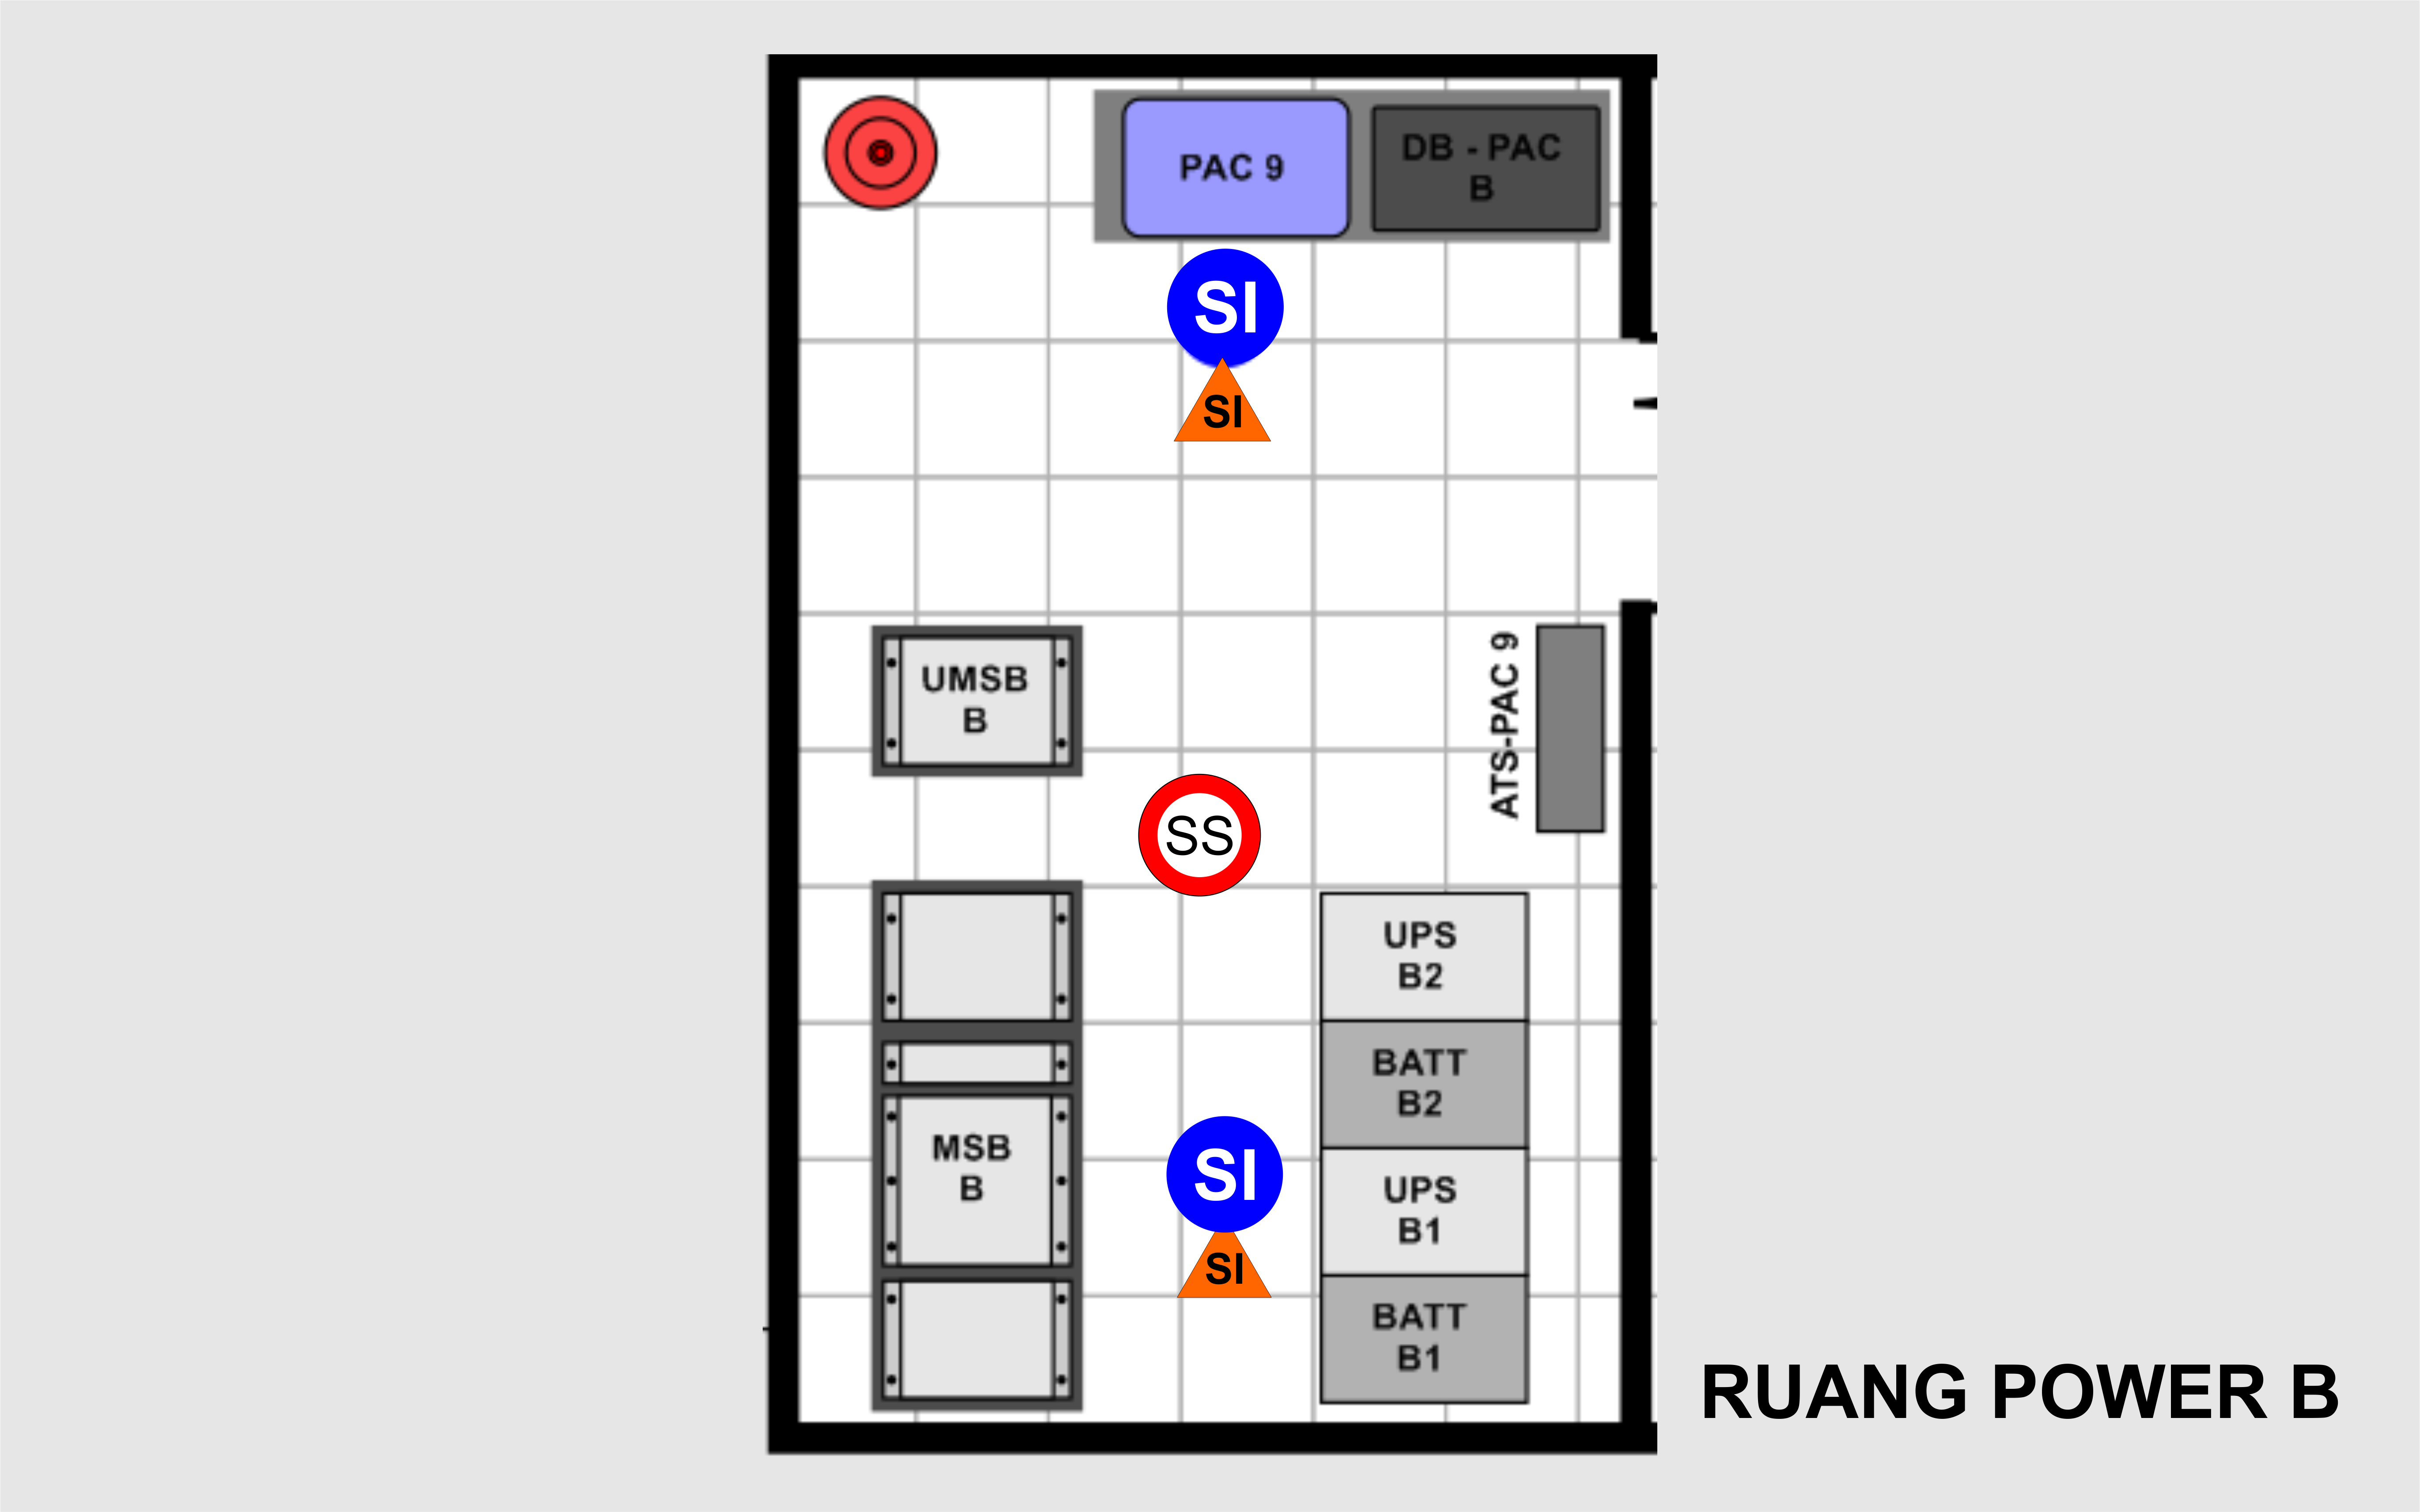 PAC 9
DB - PAC
B
SI
SI
UMSB
B
ATS-PAC 9
SS
UPS
B2
BATT
B2
MSB
B
SI
UPS
B1
SI
BATT
B1
RUANG POWER B